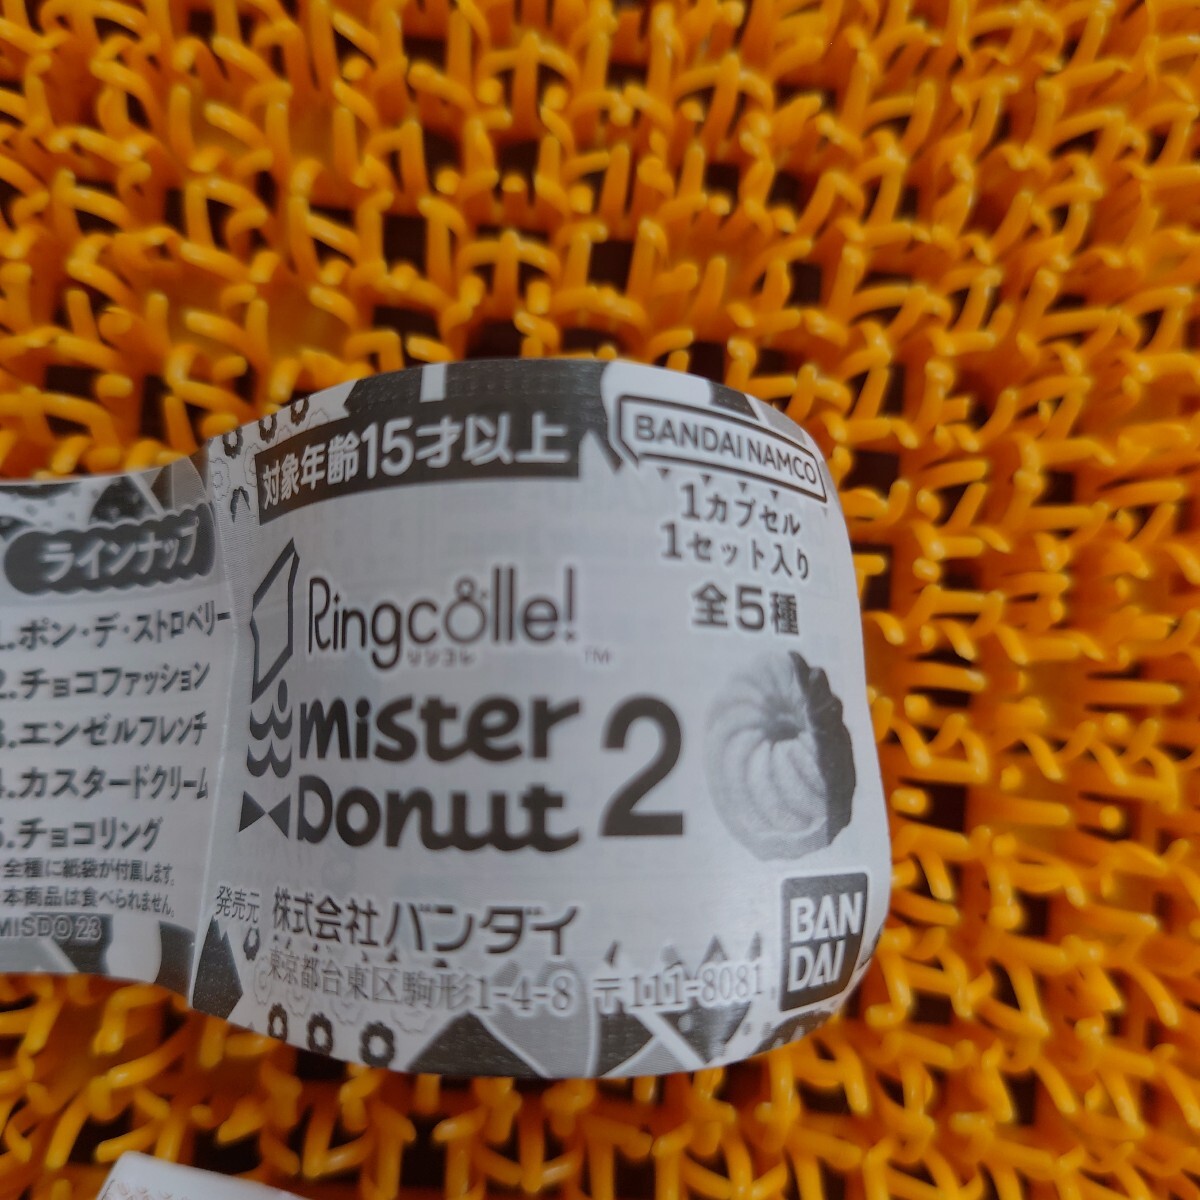 ラインナップ
1.ポン・デ・ストロベリー
2.チョコファッション
3.エンゼルフレンチ
4.カスタードクリーム
5.チョコリング
全種に紙袋が付属します。
本商品は食べられません。
MISDO 23
対象年齢15才以上
BANDAI NAMCO
1カプセル
1セット入り
全5種
Ringcolle!
リンコレ
TM
mister
Donut 2
発売元 株式会社 バンダイ
東京都台東区駒形1-4-8 〒111-8081
BAN
DAI